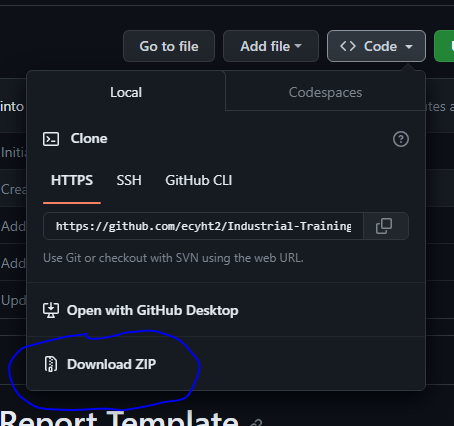 Go to file Add file Code
into
Local Codespaces
tes a
Initia
Clone
Crea
HTTPS SSH GitHub CLI
Add
https://github.com/ecyht2/Industrial-Training
Add
Use Git or checkout with SVN using the web URL.
Upd
Open with GitHub Desktop
Download ZIP
Report Template